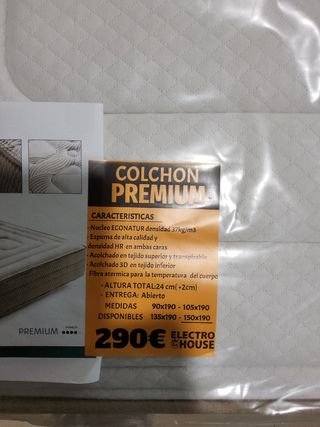 COLCHON
PREMIUM
CARACTERISTICAS
- Nucleo ECONATUR densidad 37kg/m3
- Espuma de alta calidad y
densidad HR en ambas caras
- Acolchado en tejido superior y transpirable
- Acolchado 3D en tejido inferior
Fibra atermica para la temperatura del cuerpo
- ALTURA TOTAL:24 cm(+2cm)
- ENTREGA: Abierto
MEDIDAS 90x190 - 105x190
DISPONIBLES 135x190 - 150x190
290€ ELECTRO
HOUSE
PREMIUM